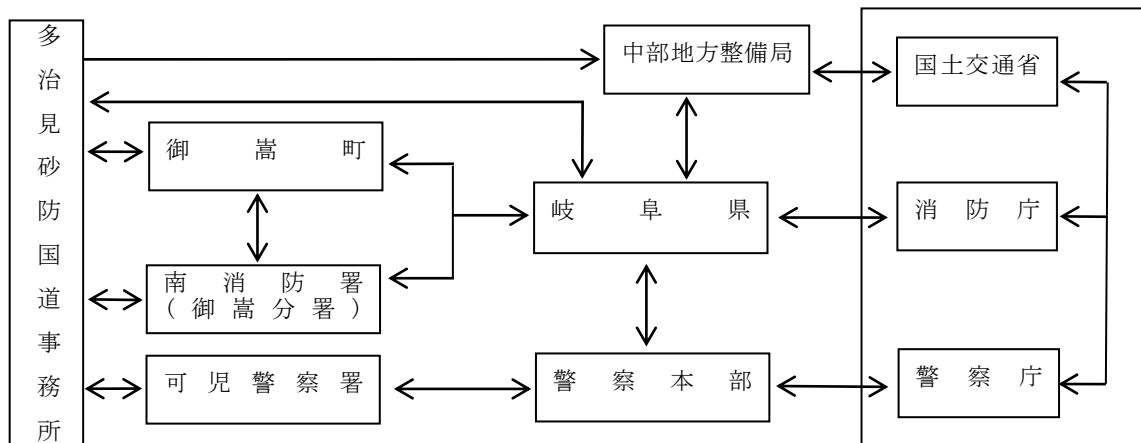 多治見砂防国道事務所
中部地方整備局
国土交通省
御嵩町
岐阜県
消防庁
南消防署
(御嵩分署)
可児警察署
警察本部
警察庁